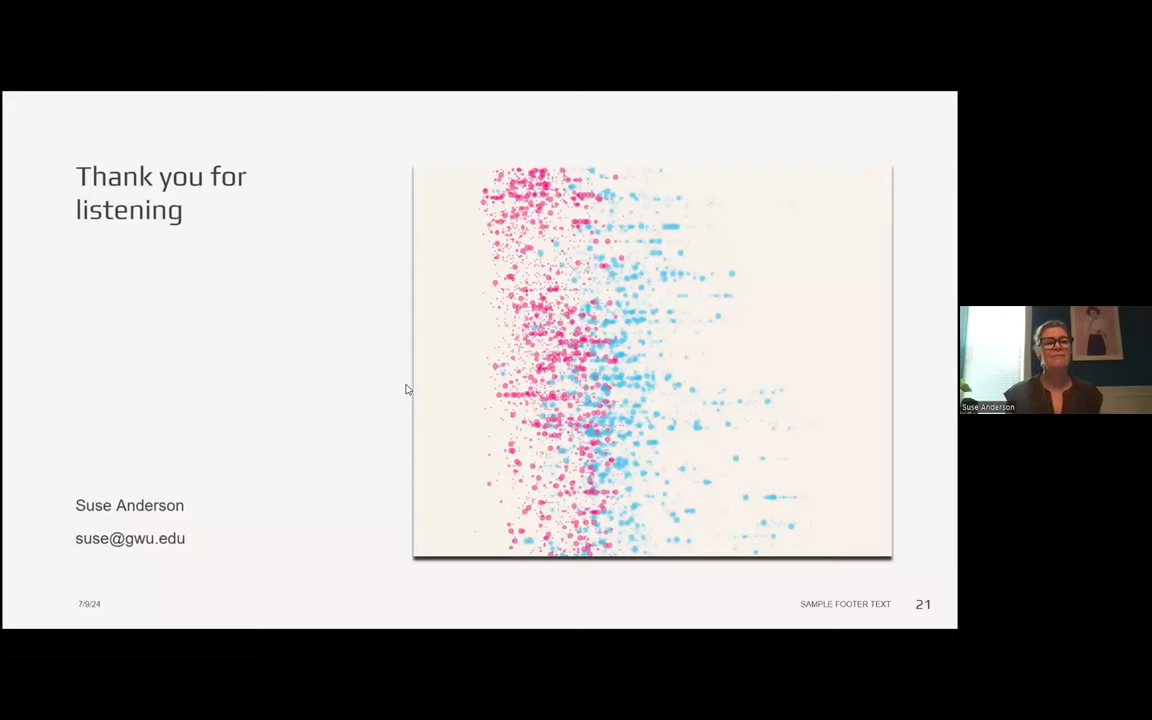 Thank you for
listening
Suse Anderson
suse@gwu.edu
7/9/24
SAMPLE FOOTER TEXT
21
Suse Anderson